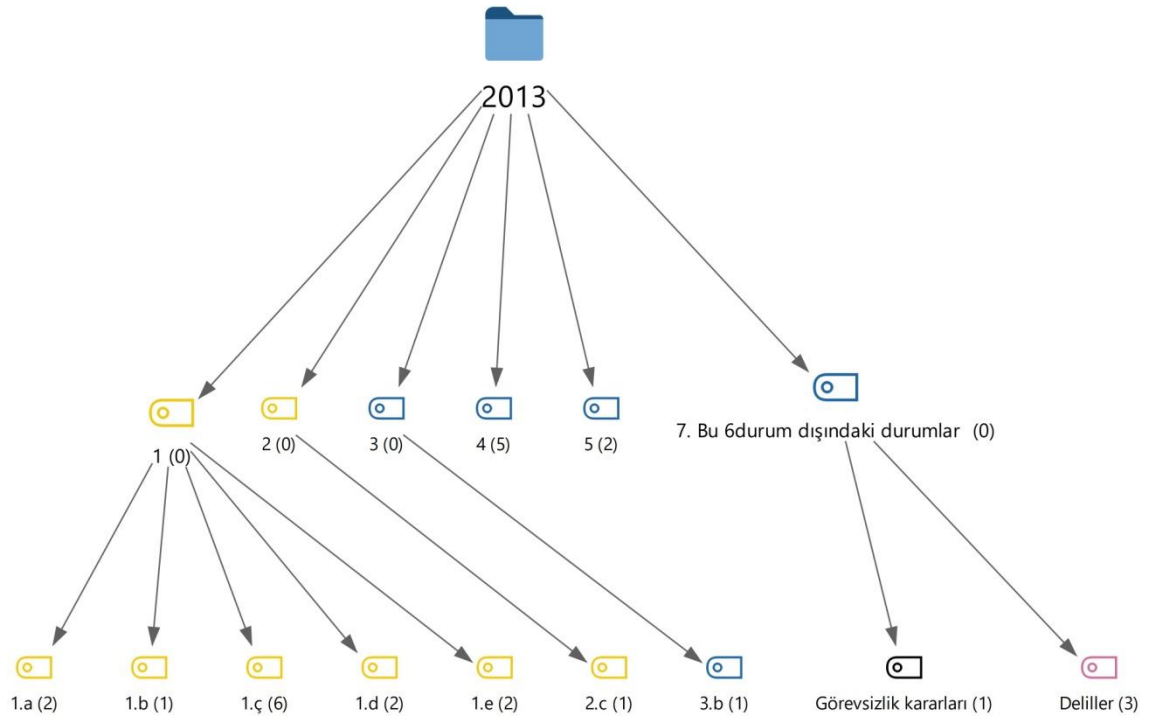 2013
1 (0)
2 (0)
3 (0)
4 (5)
5 (2)
7. Bu 6durum dışındaki durumlar (0)
1.a (2)
1.b (1)
1.ç (6)
1.d (2)
1.e (2)
2.c (1)
3.b (1)
Görevsizlik kararları (1)
Deliller (3)